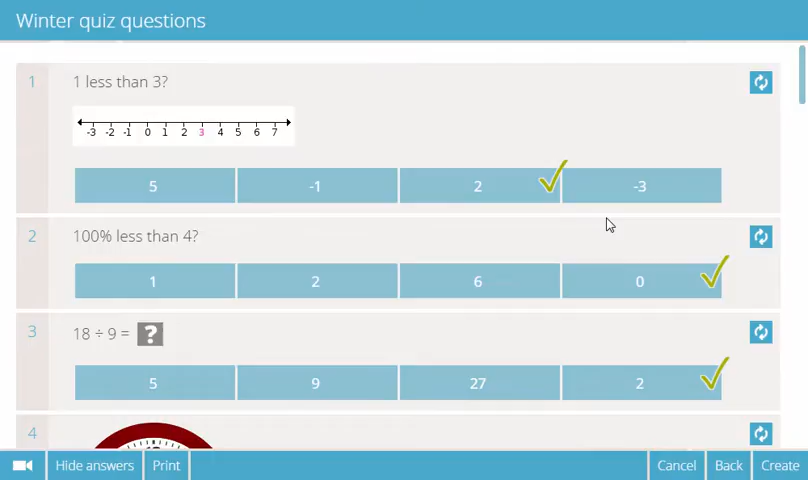 Winter quiz questions
1
1 less than 3?
-3 -2 -1 0 1 2 3 4 5 6 7
5 -1 2 -3
2
100% less than 4?
1 2 6 0
3
18 ÷ 9 = ?
5 9 27 2
4
Hide answers Print Cancel Back Create